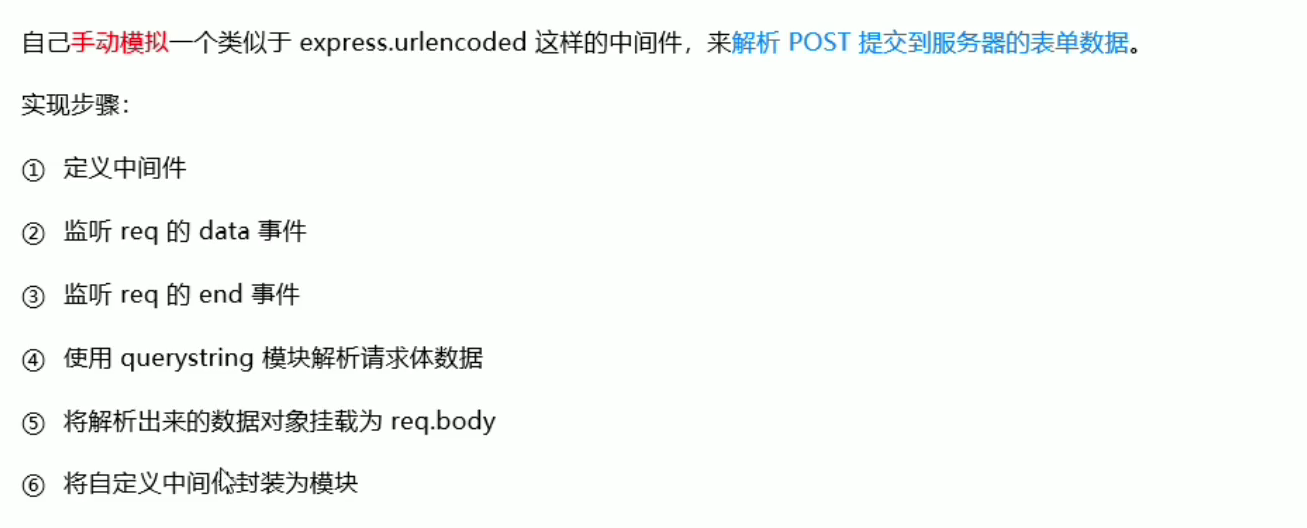 自己手动模拟一个类似于 express.urlencoded 这样的中间件，来解析 POST 提交到服务器的表单数据。
实现步骤：
① 定义中间件
② 监听 req 的 data 事件
③ 监听 req 的 end 事件
④ 使用 querystring 模块解析请求体数据
⑤ 将解析出来的数据对象挂载为 req.body
⑥ 将自定义中间件封装为模块